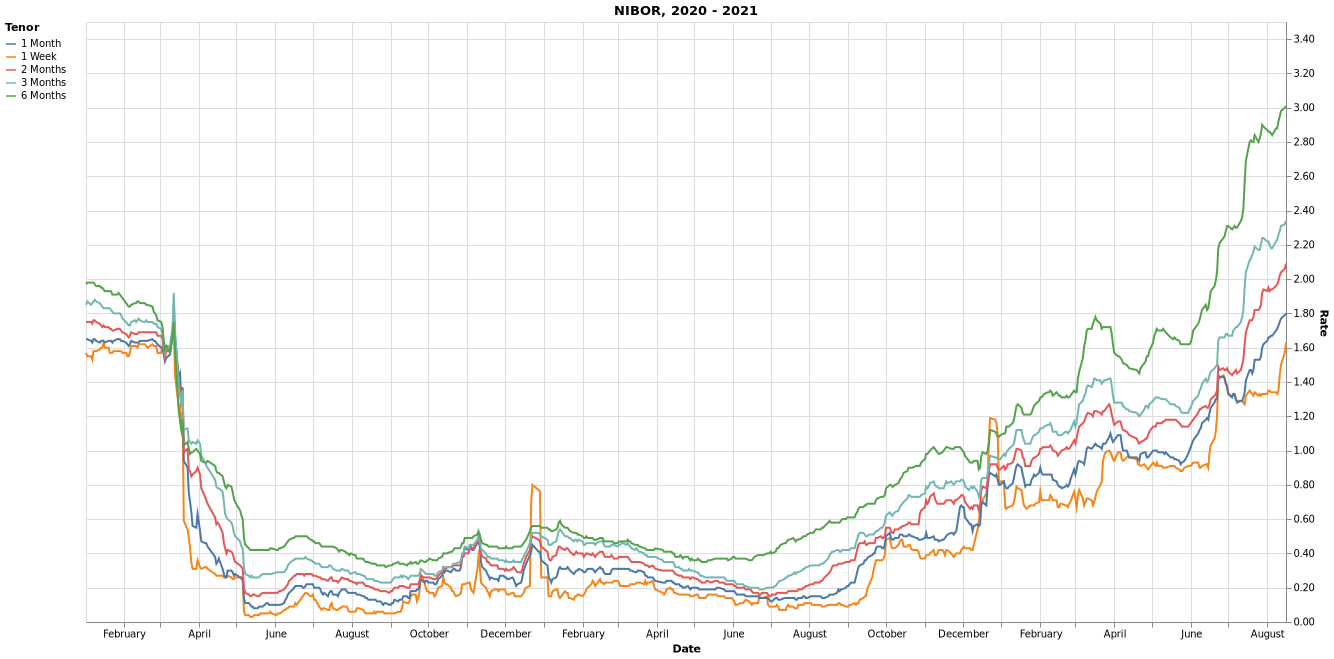 NIBOR, 2020 - 2021
Tenor
1 Month
1 Week
2 Months
3 Months
6 Months
3.40
3.20
3.00
2.80
2.60
2.40
2.20
2.00
1.80
1.60
1.40
1.20
1.00
0.80
0.60
0.40
0.20
0.00
Rate
February April June August October December February April June August October December February April June August
Date